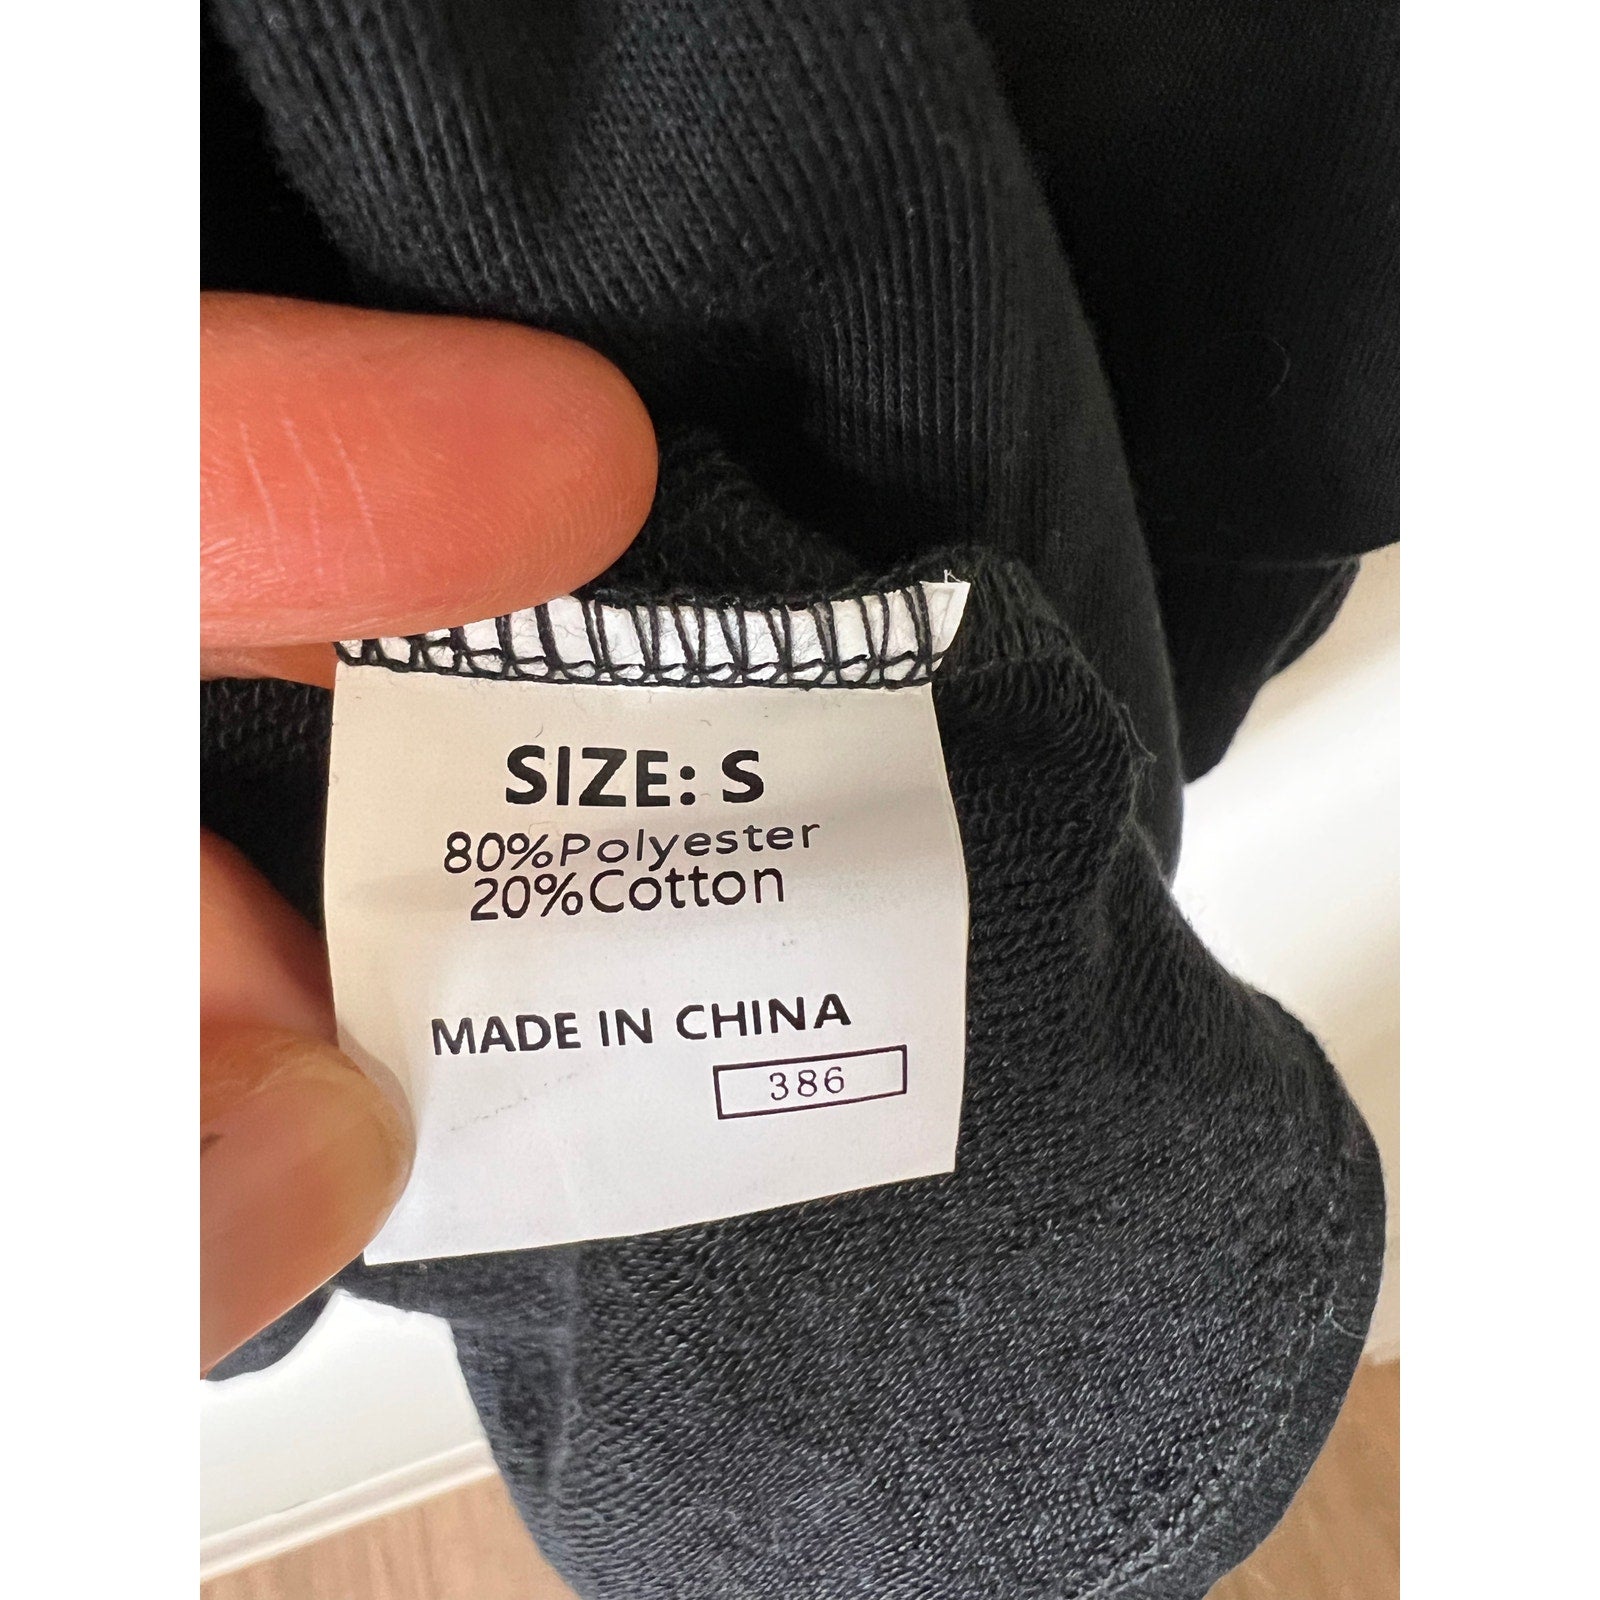 SIZE: S
80%Polyester
20%Cotton
MADE IN CHINA
386